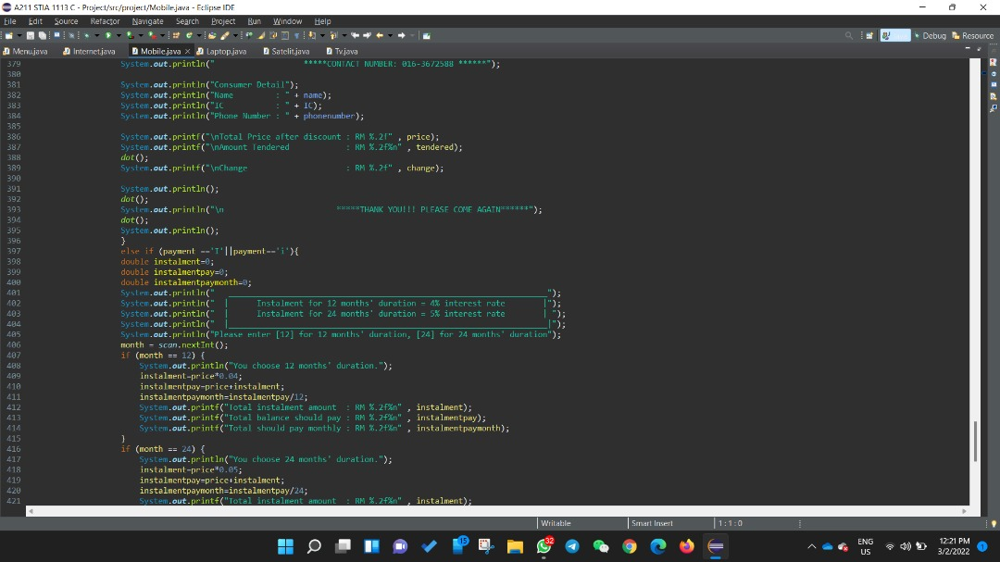 A211 STIA 1113 C - Project/src/project/Mobile.java - Eclipse IDE
File Edit Source Refactor Navigate Search Project Run Window Help
Debug Resource
Menu.java Internet.java Mobile.java × Laptop.java Satelit.java Tv.java
379 System.out.println(" *****CONTACT NUMBER: 016-3672588 ******");
380
381 System.out.println("Consumer Detail");
382 System.out.println("Name : " + name);
383 System.out.println("IC : " + IC);
384 System.out.println("Phone Number : " + phonenumber);
385
386 System.out.printf("\nTotal Price after discount : RM %.2f" , price);
387 System.out.printf("\nAmount Tendered : RM %.2f%n" , tendered);
388 dot();
389 System.out.printf("\nChange : RM %.2f" , change);
390
391 System.out.println();
392 dot();
393 System.out.println("\n *****THANK YOU!!! PLEASE COME AGAIN******");
394 dot();
395 System.out.println();
396 }
397 else if (payment =='I'||payment=='i'){
398 double instalment=0;
399 double instalmentpay=0;
400 double instalmentpaymonth=0;
401 System.out.println(" ________________________________________ ");
402 System.out.println(" | Instalment for 12 months' duration = 4% interest rate |");
403 System.out.println(" | Instalment for 24 months' duration = 5% interest rate | ");
404 System.out.println(" |________________________________________|");
405 System.out.println("Please enter [12] for 12 months' duration, [24] for 24 months' duration");
406 month = scan.nextInt();
407 if (month == 12) {
408 System.out.println("You choose 12 months' duration.");
409 instalment=price*0.04;
410 instalmentpay=price+instalment;
411 instalmentpaymonth=instalmentpay/12;
412 System.out.printf("Total instalment amount : RM %.2f%n" , instalment);
413 System.out.printf("Total balance should pay : RM %.2f%n" , instalmentpay);
414 System.out.printf("Total should pay monthly : RM %.2f%n" , instalmentpaymonth);
415 }
416 if (month == 24) {
417 System.out.println("You choose 24 months' duration.");
418 instalment=price*0.05;
419 instalmentpay=price+instalment;
420 instalmentpaymonth=instalmentpay/24;
421 System.out.printf("Total instalment amount : RM %.2f%n" , instalment);
Writable Smart Insert 1 : 1 : 0
15 32
ENG US
12:21 PM
3/2/2022
1